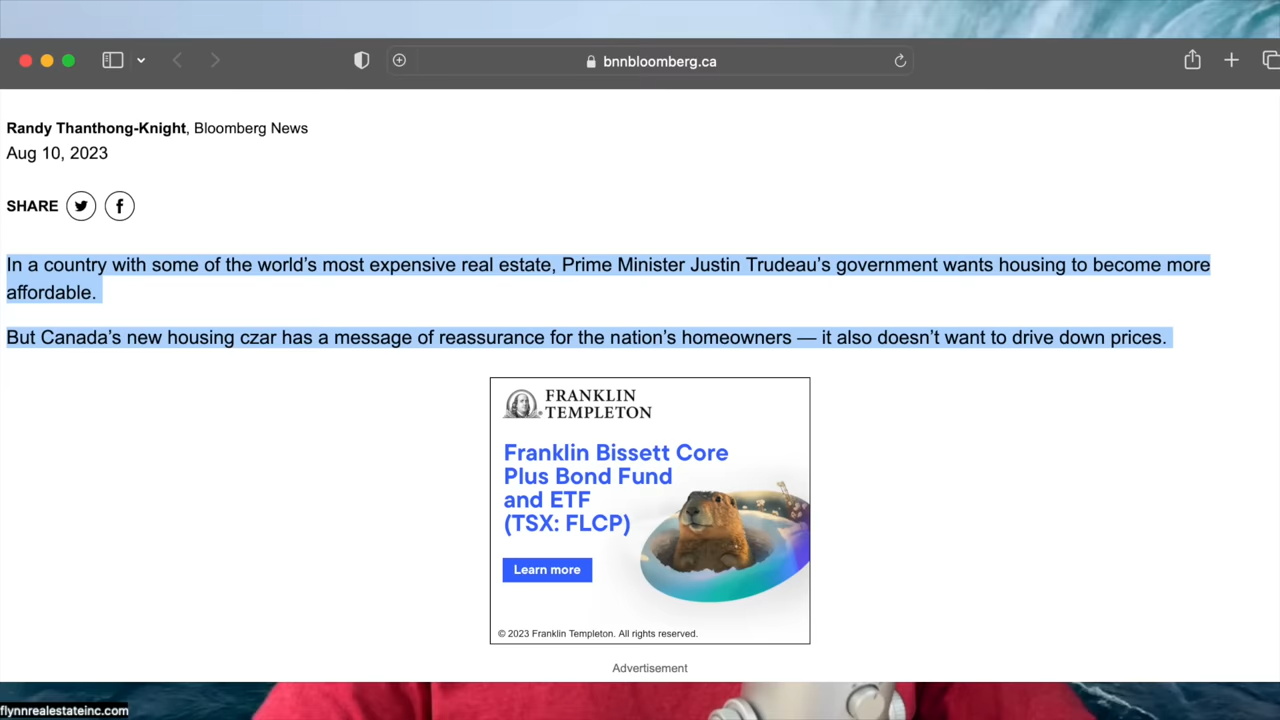 bnnbloomberg.ca
Randy Thanthong-Knight, Bloomberg News
Aug 10, 2023
SHARE
In a country with some of the world’s most expensive real estate, Prime Minister Justin Trudeau’s government wants housing to become more
affordable.
But Canada’s new housing czar has a message of reassurance for the nation’s homeowners — it also doesn’t want to drive down prices.
FRANKLIN
TEMPLETON
Franklin Bissett Core
Plus Bond Fund
and ETF
(TSX: FLCP)
Learn more
© 2023 Franklin Templeton. All rights reserved.
Advertisement
flynnrealestateinc.com